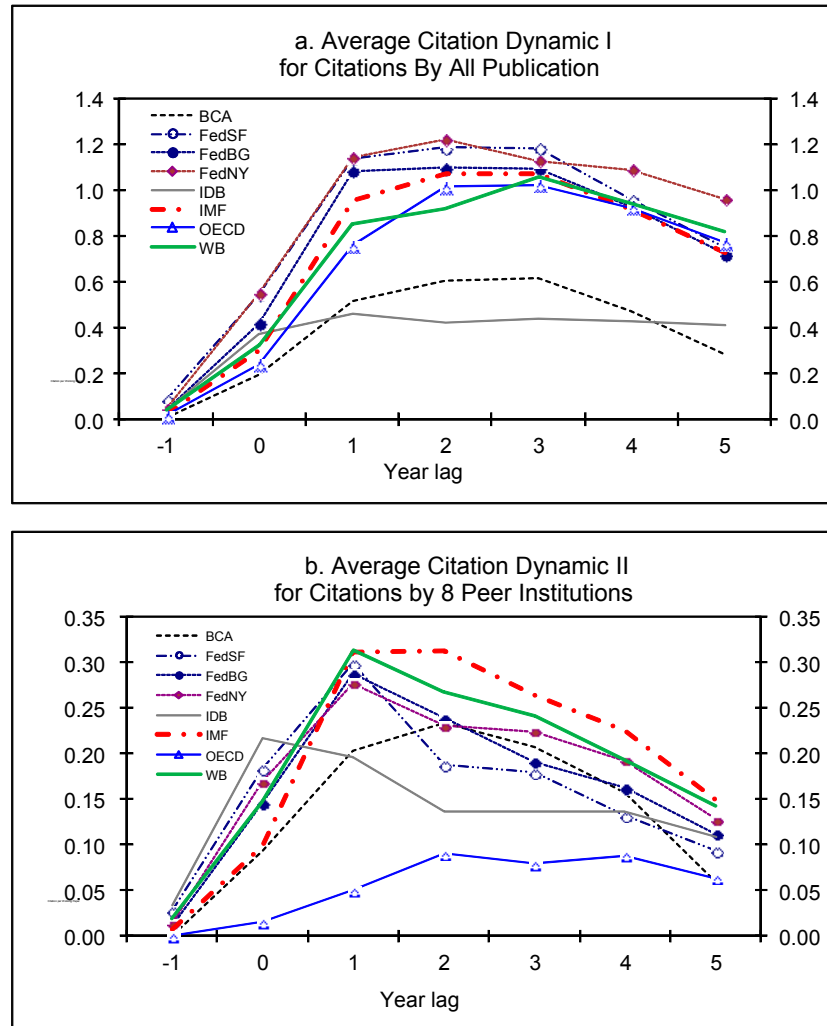 a. Average Citation Dynamic I
for Citations By All Publication
1.4 1.4
BCA
1.2 FedSF 1.2
FedBG
1.0 FedNY 1.0
IDB
0.8 IMF 0.8
OECD
0.6 WB 0.6
0.4 0.4
0.2 0.2
0.0 0.0
-1 0 1 2 3 4 5
Year lag
b. Average Citation Dynamic II
for Citations by 8 Peer Institutions
0.35 0.35
BCA
0.30 FedSF 0.30
FedBG
0.25 FedNY 0.25
IDB
0.20 IMF 0.20
OECD
WB
0.15 0.15
0.10 0.10
0.05 0.05
0.00 0.00
-1 0 1 2 3 4 5
Year lag